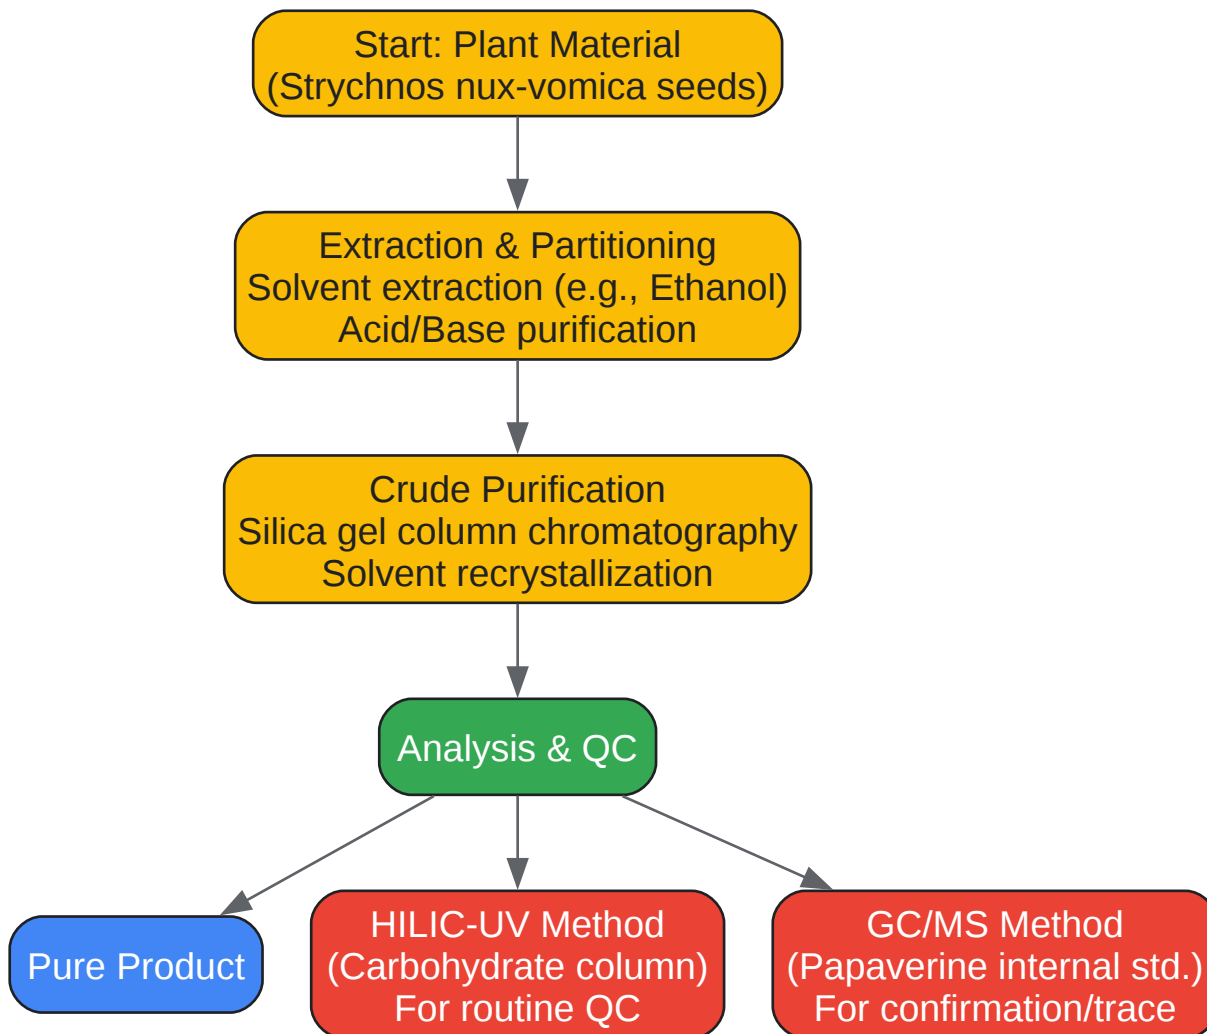 Start: Plant Material
(Strychnos nux-vomica seeds)
Extraction & Partitioning
Solvent extraction (e.g., Ethanol)
Acid/Base purification
Crude Purification
Silica gel column chromatography
Solvent recrystallization
Analysis & QC
Pure Product
HILIC-UV Method
(Carbohydrate column)
For routine QC
GC/MS Method
(Papaverine internal std.)
For confirmation/trace